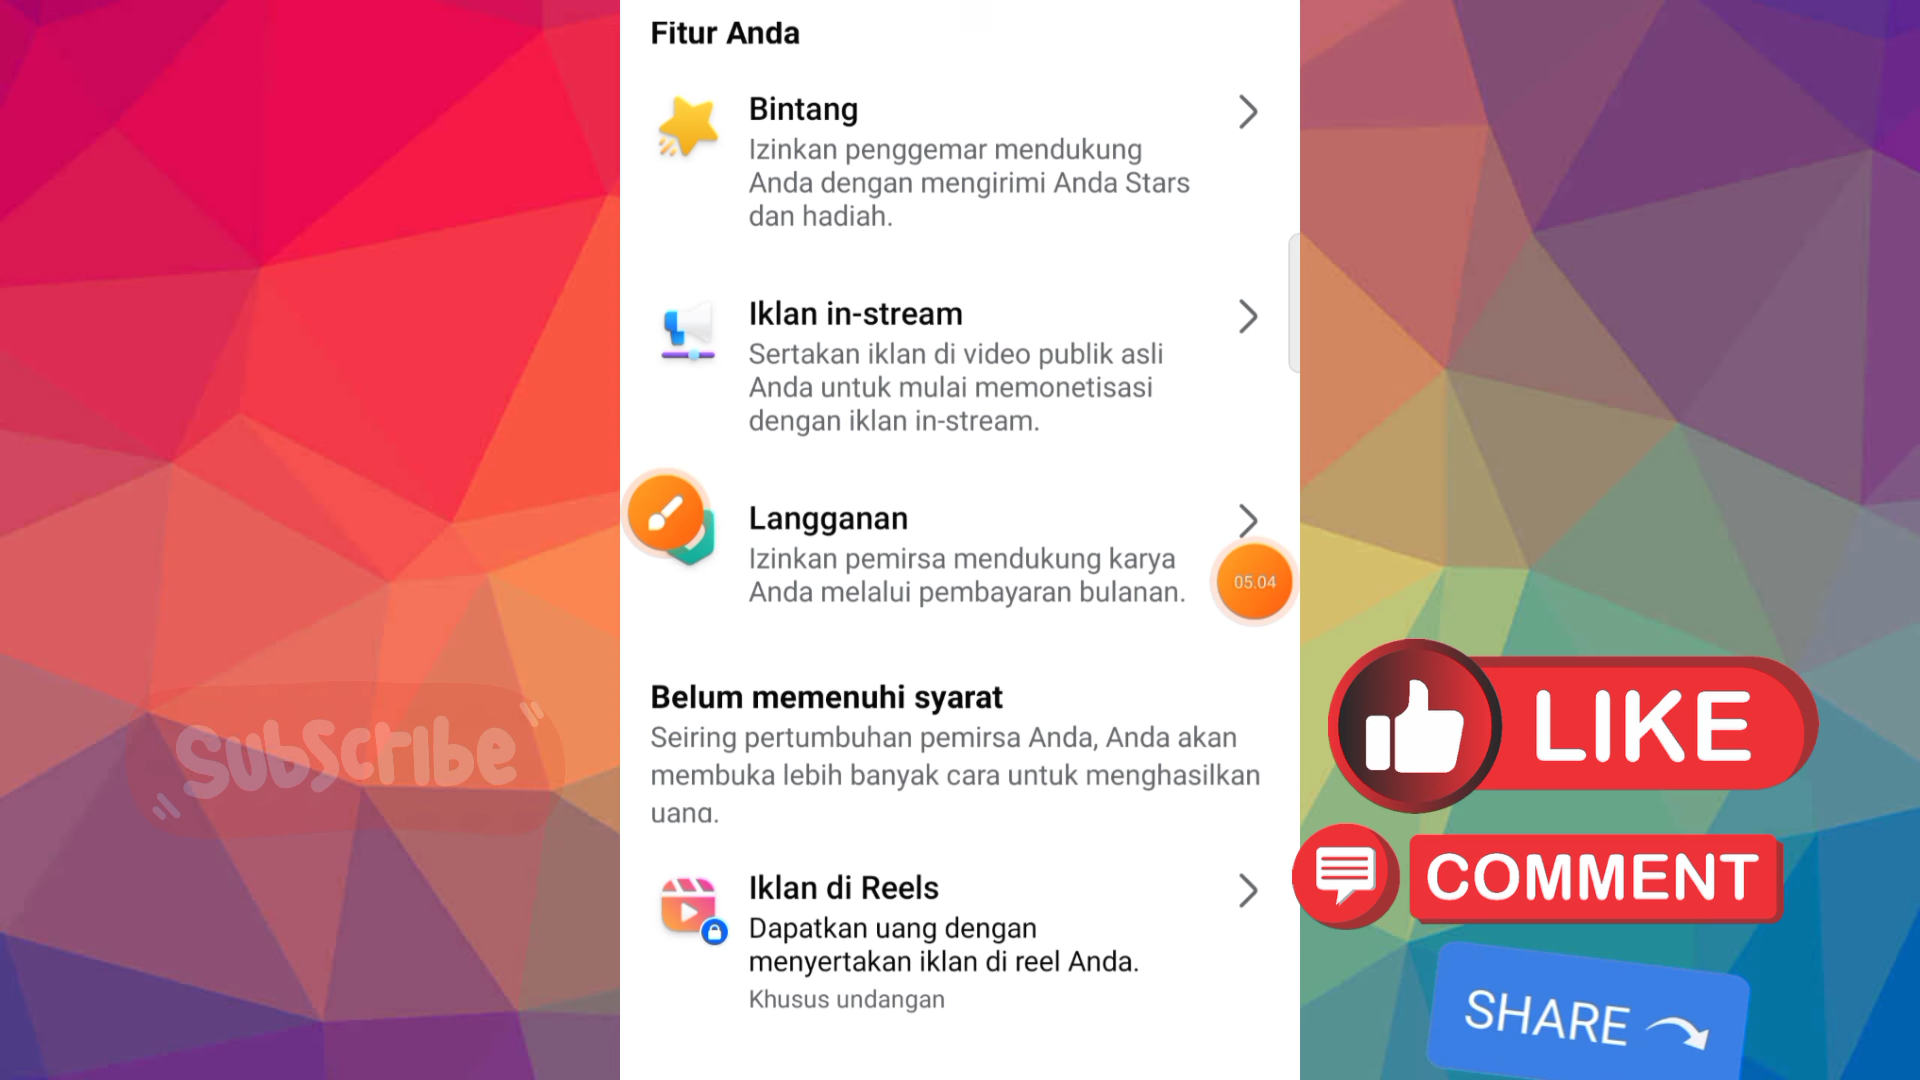 Fitur Anda
Bintang
Izinkan penggemar mendukung
Anda dengan mengirimi Anda Stars
dan hadiah.
Iklan in-stream
Sertakan iklan di video publik asli
Anda untuk mulai memonetisasi
dengan iklan in-stream.
Langganan
Izinkan pemirsa mendukung karya
Anda melalui pembayaran bulanan.
05.04
Belum memenuhi syarat
Seiring pertumbuhan pemirsa Anda, Anda akan
membuka lebih banyak cara untuk menghasilkan
uang.
Iklan di Reels
Dapatkan uang dengan
menyertakan iklan di reel Anda.
Khusus undangan
Subscribe
LIKE
COMMENT
SHARE